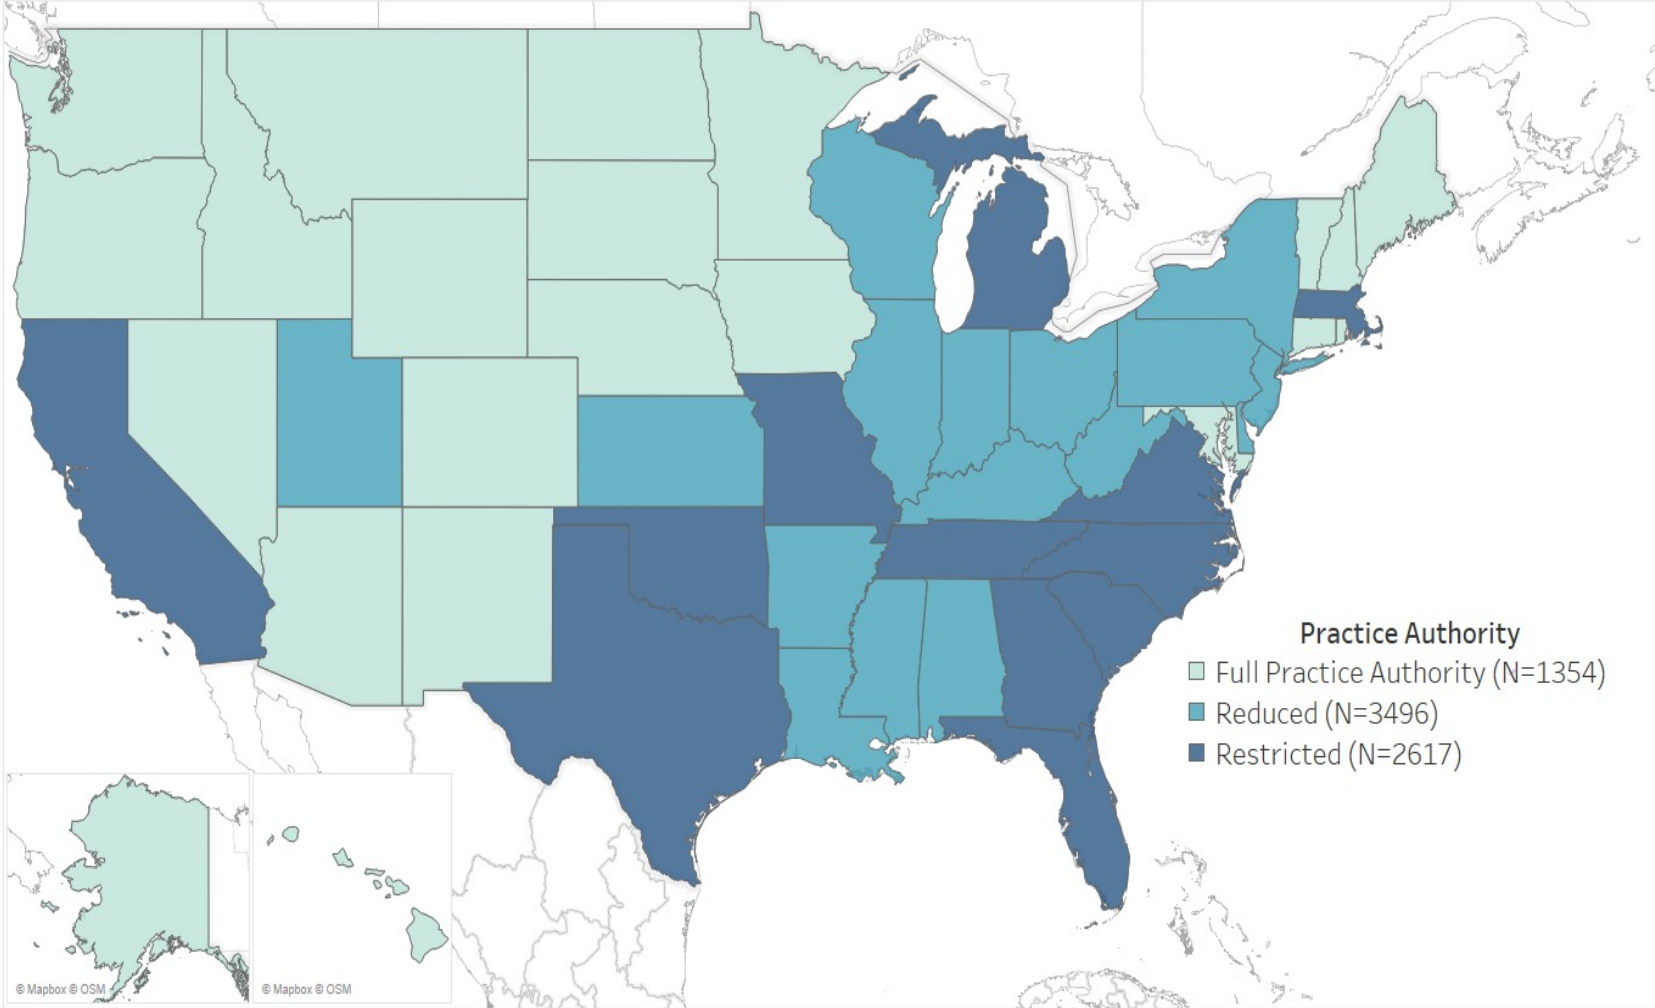 Practice Authority
Full Practice Authority (N=1354)
Reduced (N=3496)
Restricted (N=2617)
© Mapbox © OSM
© Mapbox © OSM